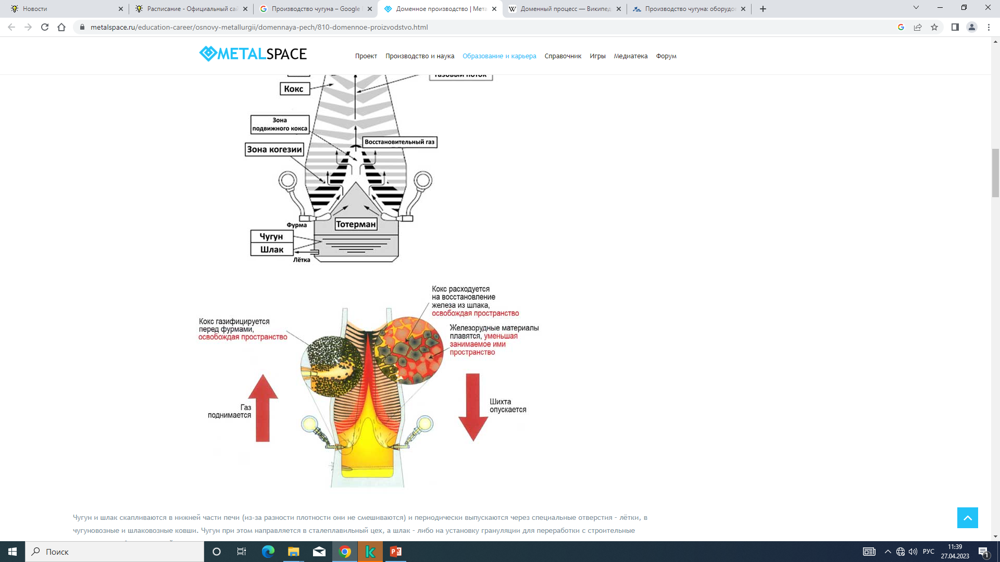 Новости
Расписание - Официальный сай
Производство чугуна – Google
Доменное производство | Мета
Доменный процесс — Википед
Производство чугуна: оборудо
metalspace.ru/education-career/osnovy-metallurgii/domennaya-pech/810-domennoe-proizvodstvo.html
METALSPACE
Проект
Производство и наука
Образование и карьера
Справочник
Игры
Медиатека
Форум
Газовый поток
Кокс
Зона
подвижного кокса
Восстановительный газ
Зона когезии
Фурма
Тотерман
Чугун
Шлак
Лётка
Кокс расходуется
на восстановление
железа из шлака,
освобождая пространство
Кокс газифицируется
перед фурмами,
освобождая пространство
Железорудные материалы
плавятся, уменьшая
занимаемое ими
пространство
Газ
поднимается
Шихта
опускается
Чугун и шлак скапливаются в нижней части печи (из-за разности плотности они не смешиваются) и периодически выпускаются через специальные отверстия – лётки, в
чугуновозные и шлаковозные ковши. Чугун при этом направляется в сталеплавильный цех, а шлак – либо на установку грануляции для переработки с строительные
Поиск
РУС
11:39
27.04.2023
1